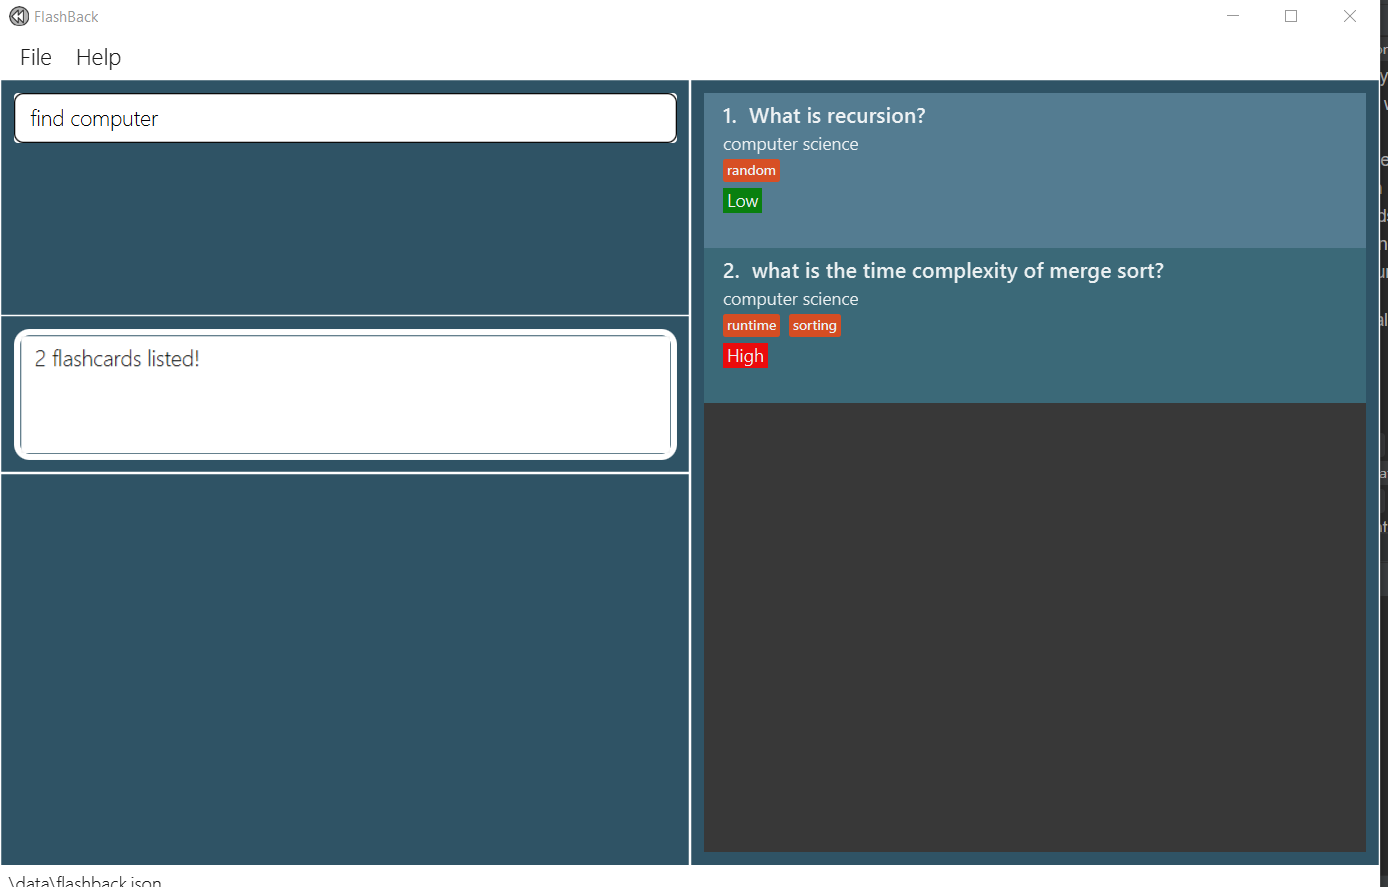 FlashBack
File Help
find computer
2 flashcards listed!
1. What is recursion?
computer science
random
Low
2. what is the time complexity of merge sort?
computer science
runtime sorting
High
\data\flashback.json